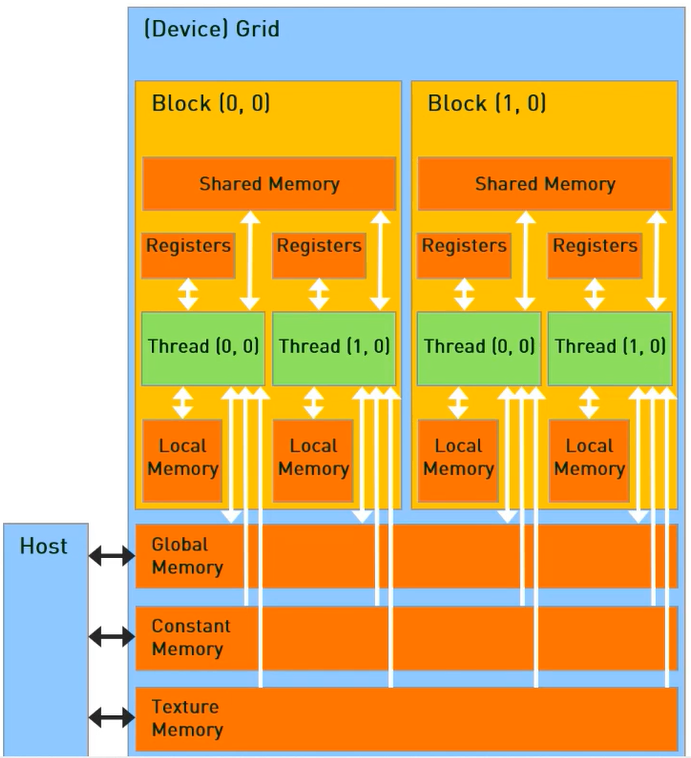 (Device) Grid
Block (0, 0)
Block (1, 0)
Shared Memory
Shared Memory
Registers
Registers
Registers
Registers
Thread (0, 0)
Thread (1, 0)
Thread (0, 0)
Thread (1, 0)
Local
Memory
Local
Memory
Local
Memory
Local
Memory
Host
Global
Memory
Constant
Memory
Texture
Memory